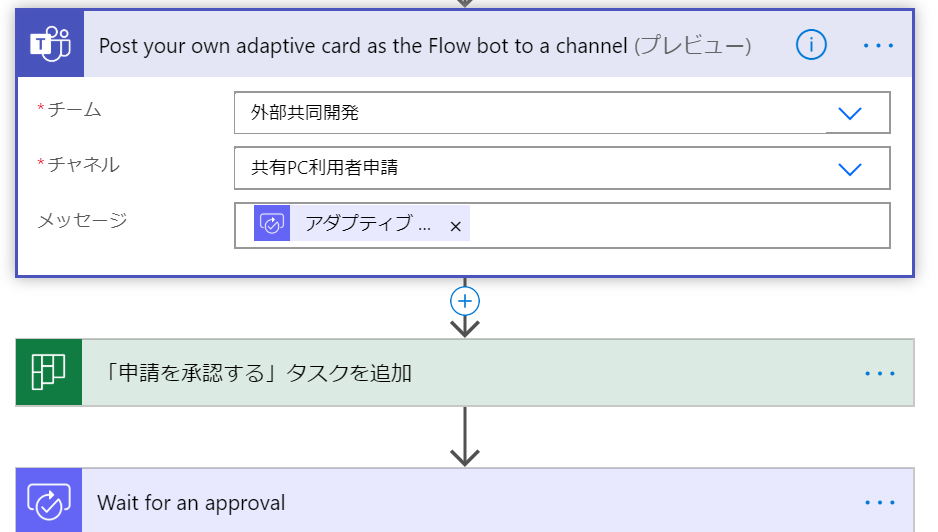 Post your own adaptive card as the Flow bot to a channel (プレビュー)
*チーム
外部共同開発
*チャネル
共有PC利用者申請
メッセージ
アダプティブ ... ×
「申請を承認する」タスクを追加
Wait for an approval